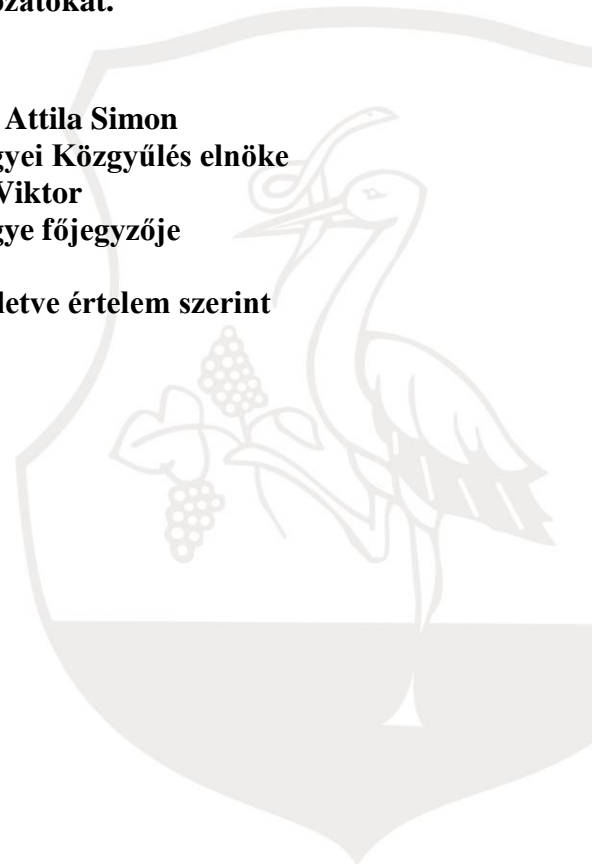 ozatokat.
Attila Simon
gyei Közgyűlés elnöke
Viktor
gye főjegyzője
letve értelem szerint